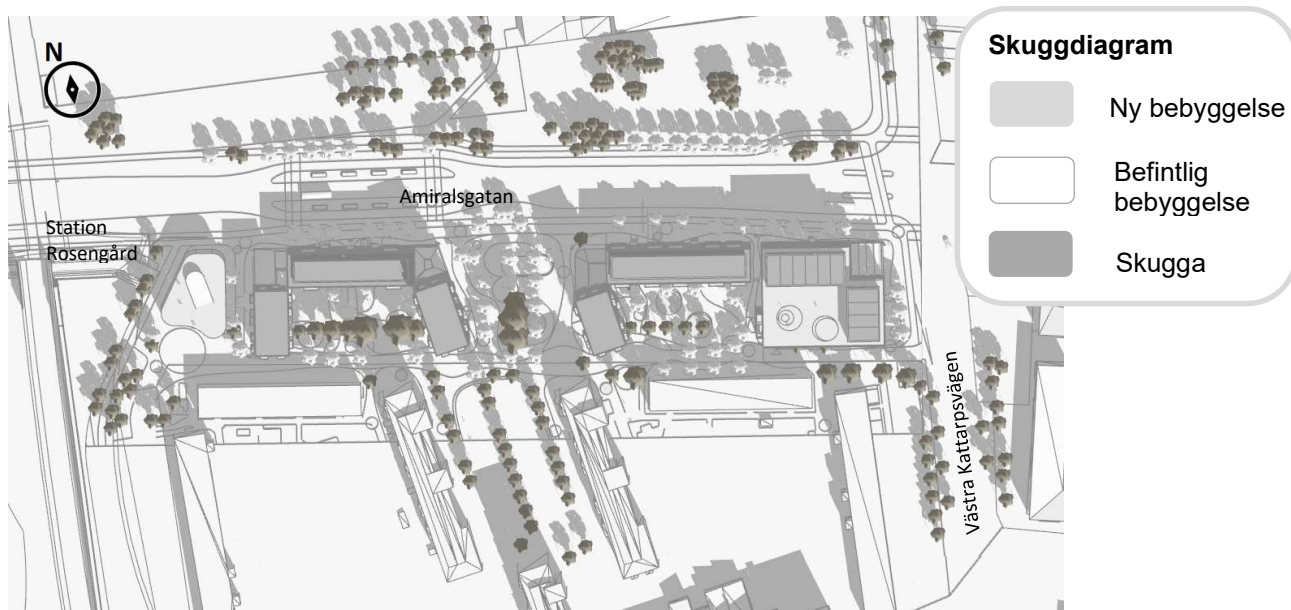 N
Station
Rosengård
Amiralsgatan
Västra Kattarpsvägen
Skuggdiagram
Ny bebyggelse
Befintlig
bebyggelse
Skugga